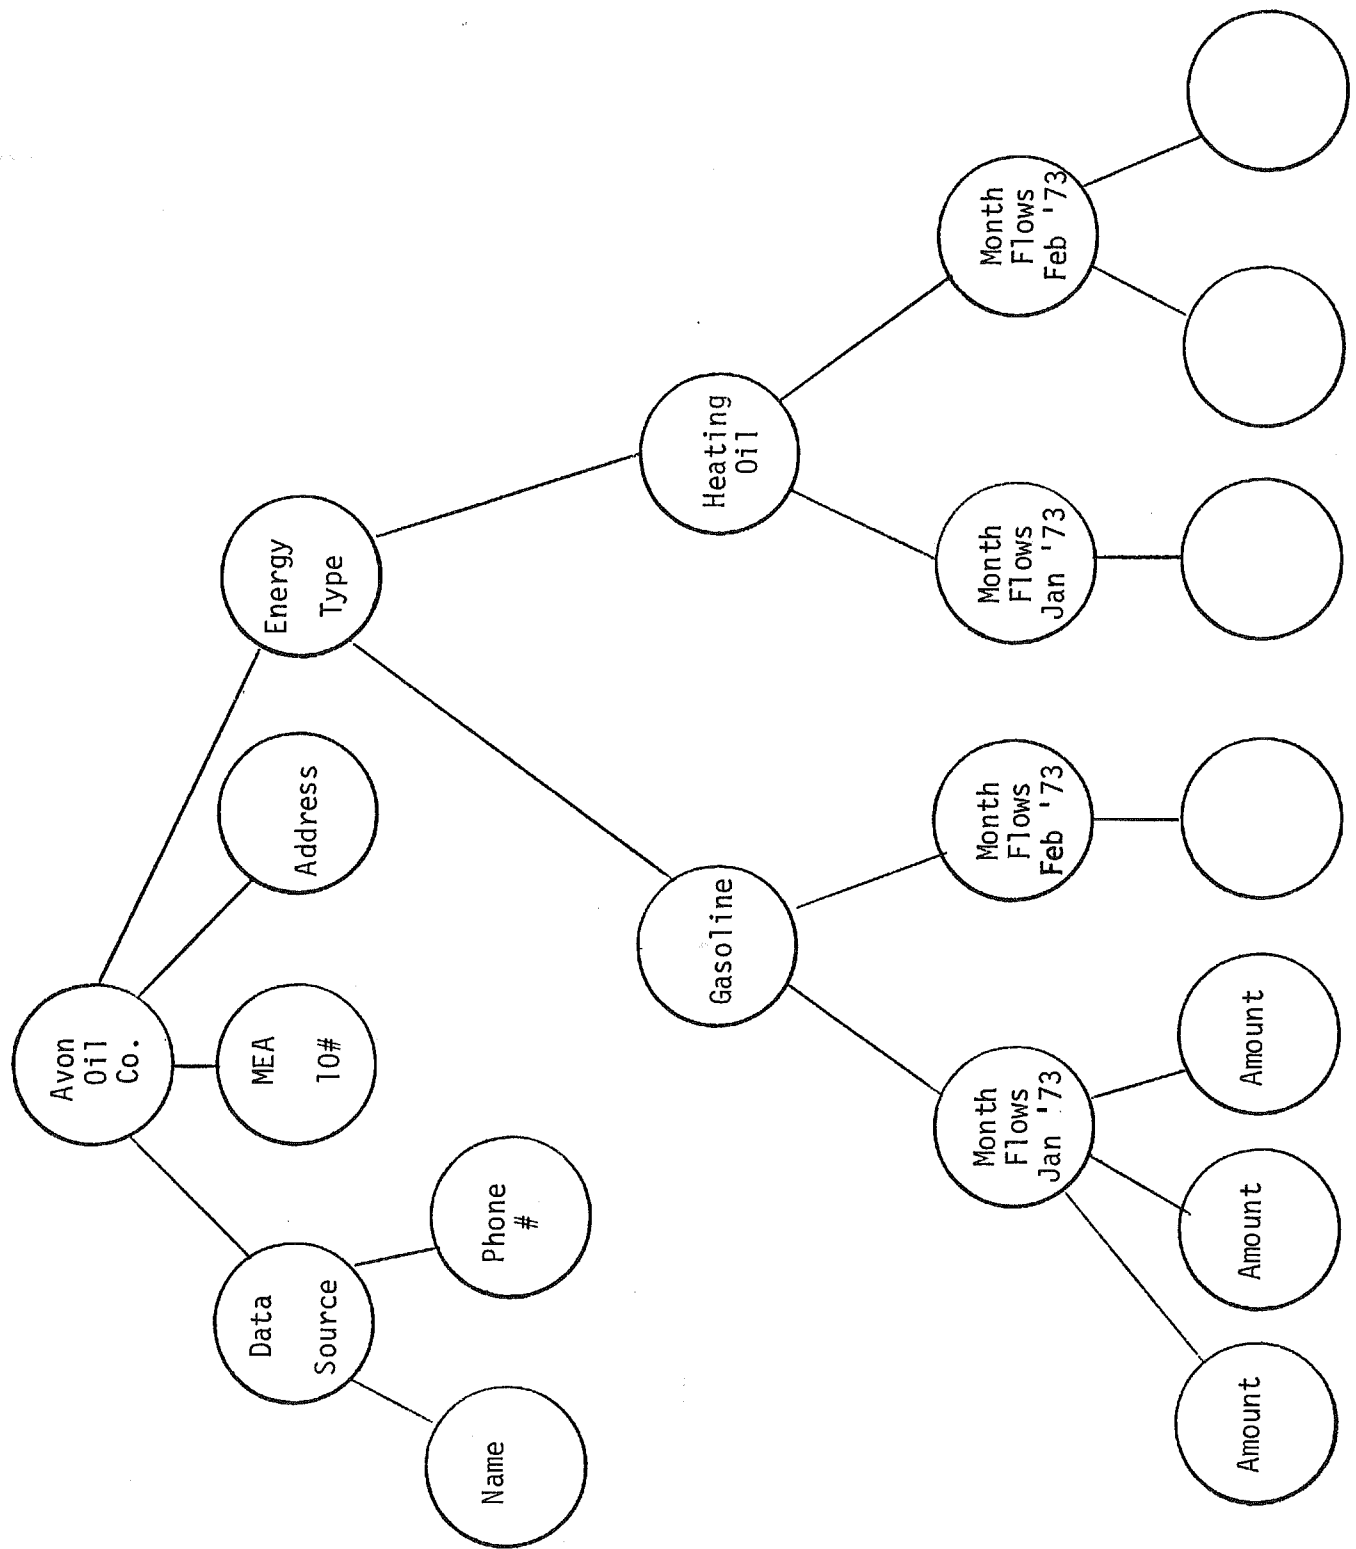 Avon
Oil
Co.
Data
Source
MEA
10#
Address
Energy
Type
Name
Phone
#
Gasoline
Heating
Oil
Month
Flows
Jan '73
Month
Flows
Feb '73
Month
Flows
Jan '73
Month
Flows
Feb '73
Amount
Amount
Amount